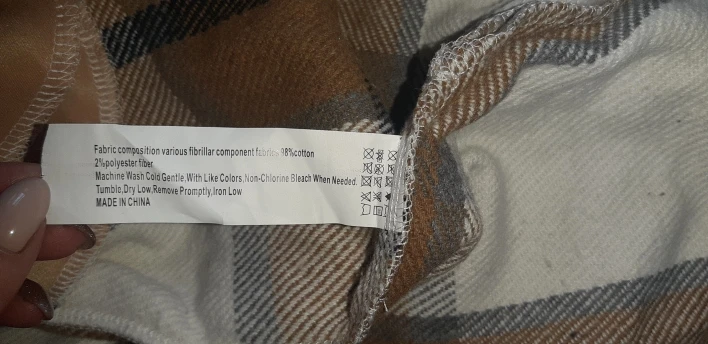 Fabric composition various fibrillar component fabric 98%cotton
2%polyester fiber
Machine Wash Cold Gentle,With Like Colors,Non-Chlorine Bleach When Needed.
Tumble,Dry Low,Remove Promptly,Iron Low
MADE IN CHINA